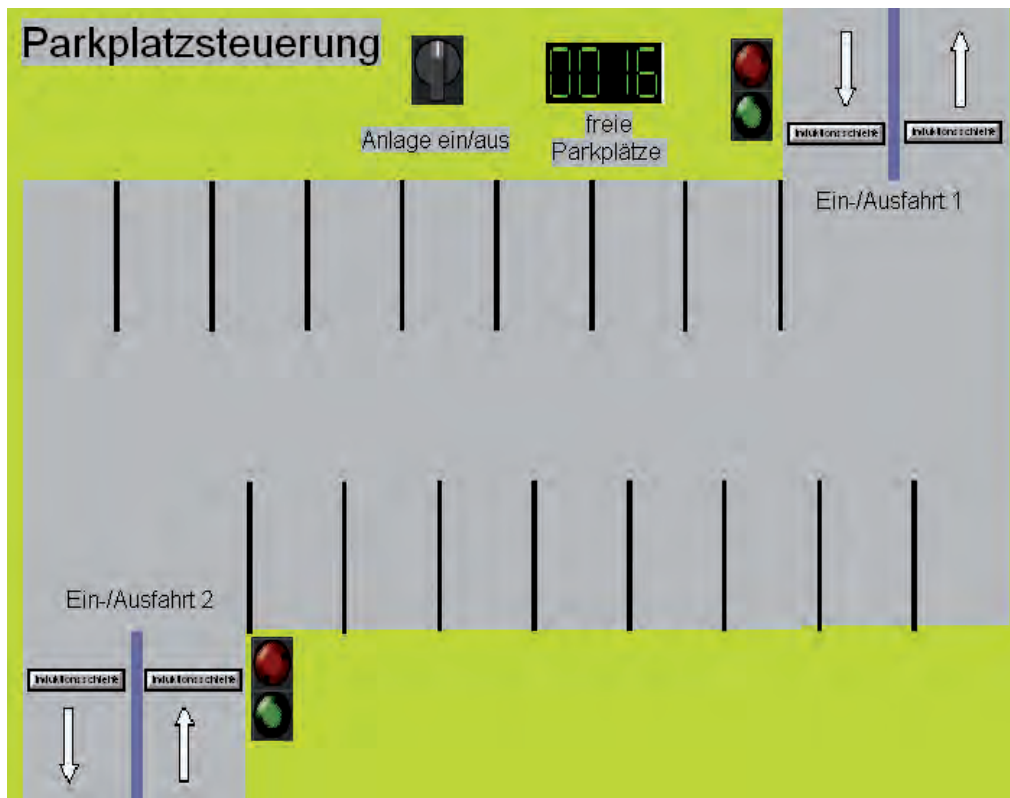 Parkplatzsteuerung
0016
Anlage ein/aus
freie
Parkplätze
Induktionsschleife
Induktionsschleife
Ein-/Ausfahrt 1
Ein-/Ausfahrt 2
Induktionsschleife
Induktionsschleife